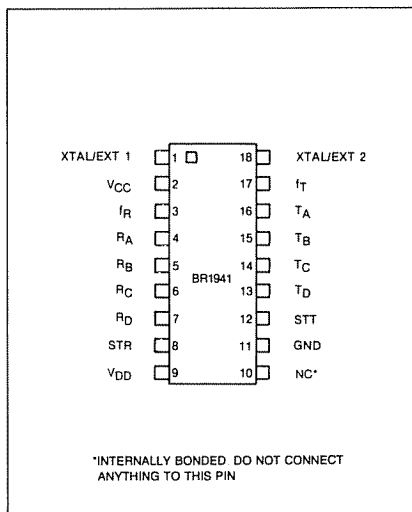 XTAL/EXT 1 1 18 XTAL/EXT 2
VCC 2 17 fT
fR 3 16 TA
RA 4 15 TB
RB 5 BR1941 14 TC
RC 6 13 TD
RD 7 12 STT
STR 8 11 GND
VDD 9 10 NC*
*INTERNALLY BONDED. DO NOT CONNECT
ANYTHING TO THIS PIN